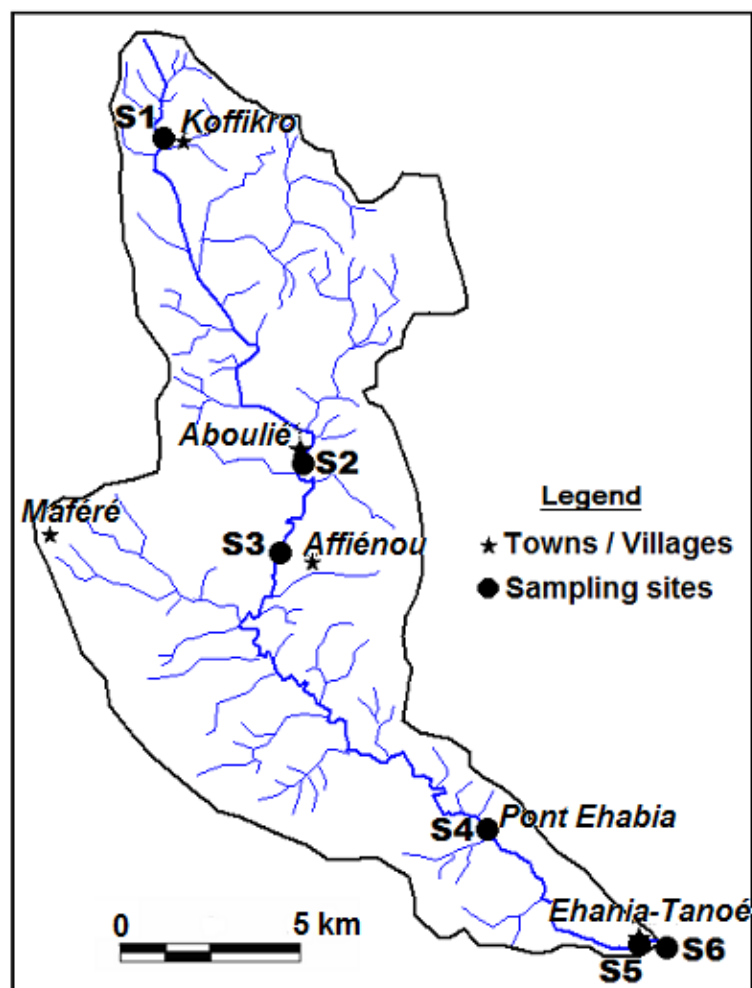 S1
Koffikro
Aboulié
S2
Maféré
S3
Affiénou
Legend
Towns / Villages
Sampling sites
S4
Pont Ehabia
Ehania-Tanoé
S5
S6
0 5 km